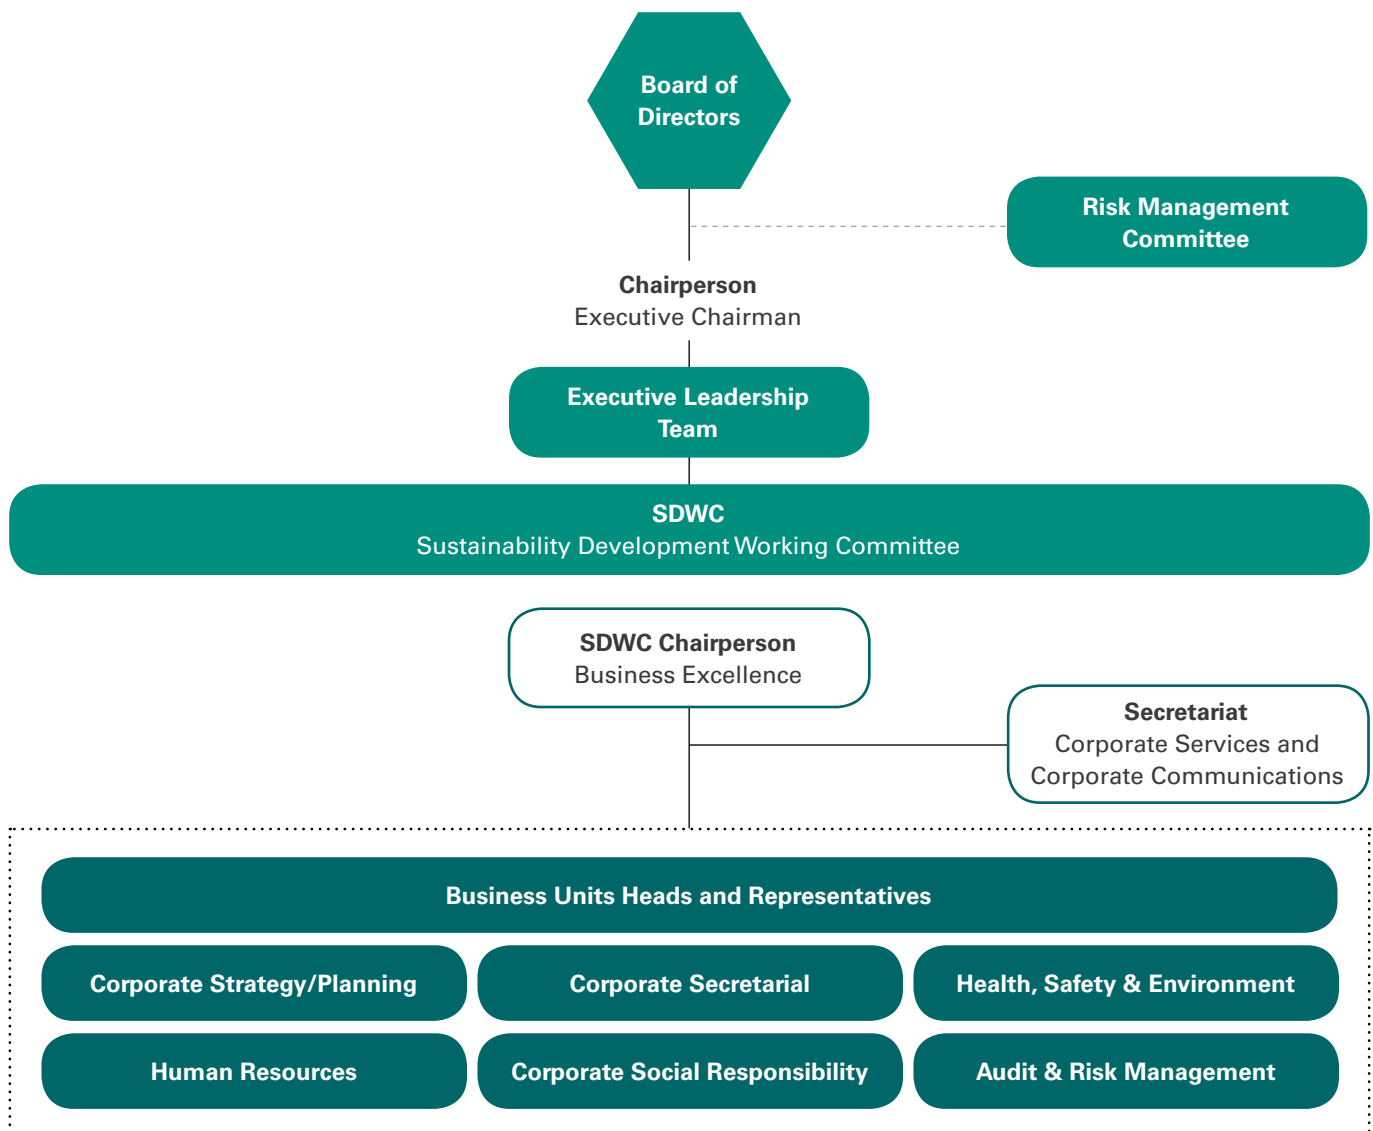 Board of
Directors
Risk Management
Committee
Chairperson
Executive Chairman
Executive Leadership
Team
SDWC
Sustainability Development Working Committee
SDWC Chairperson
Business Excellence
Secretariat
Corporate Services and
Corporate Communications
Business Units Heads and Representatives
Corporate Strategy/Planning
Corporate Secretarial
Health, Safety & Environment
Human Resources
Corporate Social Responsibility
Audit & Risk Management